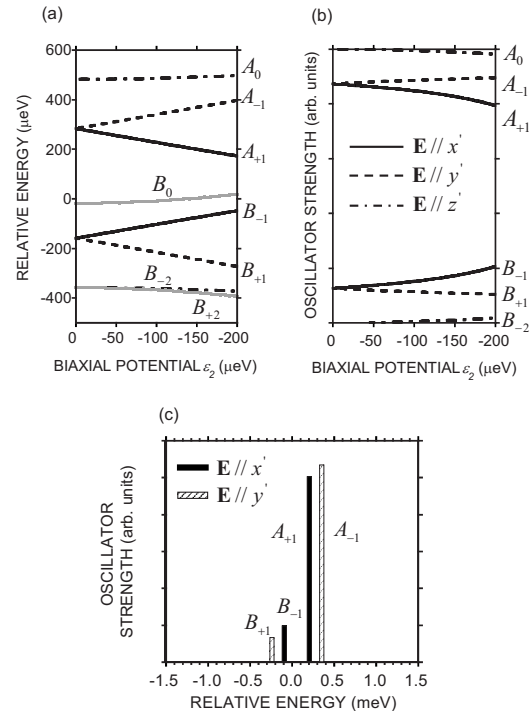 (a)
600
400
200
0
-200
-400
RELATIVE ENERGY (μeV)
A₀
A₋₁
A₊₁
B₀
B₋₁
B₊₁
B₋₂
B₊₂
0 -50 -100 -150 -200
BIAXIAL POTENTIAL ε₂ (μeV)
(b)
OSCILLATOR STRENGTH (arb. units)
A₀
A₋₁
A₊₁
E // x'
E // y'
E // z'
B₋₁
B₊₁
B₋₂
0 -50 -100 -150 -200
BIAXIAL POTENTIAL ε₂ (μeV)
(c)
OSCILLATOR
STRENGTH (arb. units)
E // x'
E // y'
A₊₁
A₋₁
B₊₁
B₋₁
-1.5 -1.0 -0.5 0.0 0.5 1.0 1.5
RELATIVE ENERGY (meV)